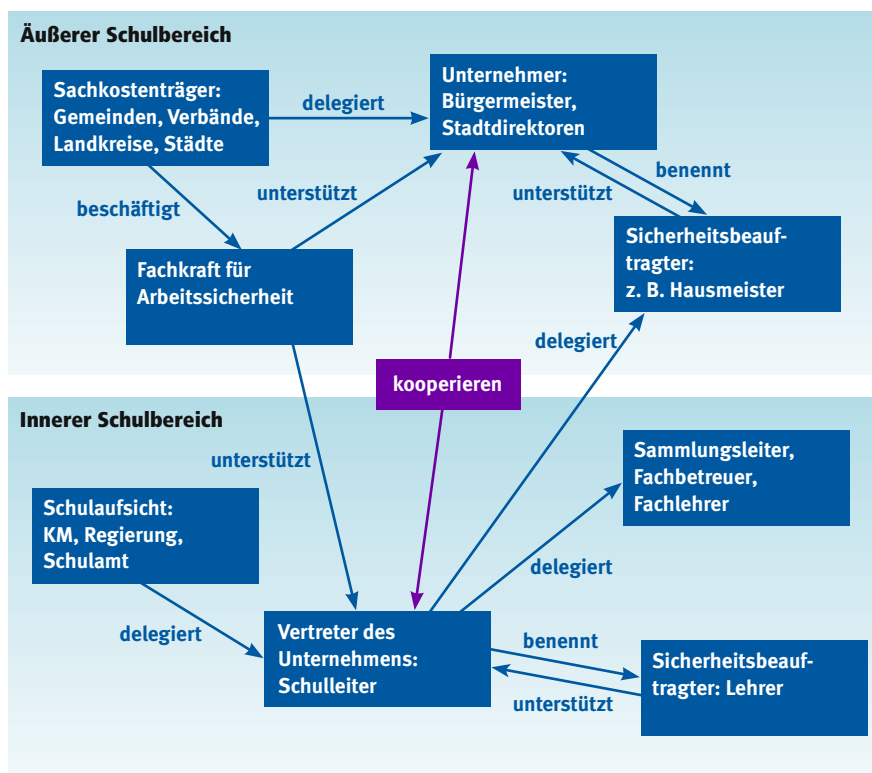 Äußerer Schulbereich
Sachkostenträger:
Gemeinden, Verbände,
Landkreise, Städte
delegiert
Unternehmer:
Bürgermeister,
Stadtdirektoren
beschäftigt
unterstützt
unterstützt
benennt
Fachkraft für
Arbeitssicherheit
Sicherheitsbeauf-
tragter:
z. B. Hausmeister
delegiert
kooperieren
Innerer Schulbereich
unterstützt
Schulaufsicht:
KM, Regierung,
Schulamt
Sammlungsleiter,
Fachbetreuer,
Fachlehrer
delegiert
delegiert
Vertreter des
Unternehmens:
Schulleiter
benennt
unterstützt
Sicherheitsbeauf-
tragter: Lehrer